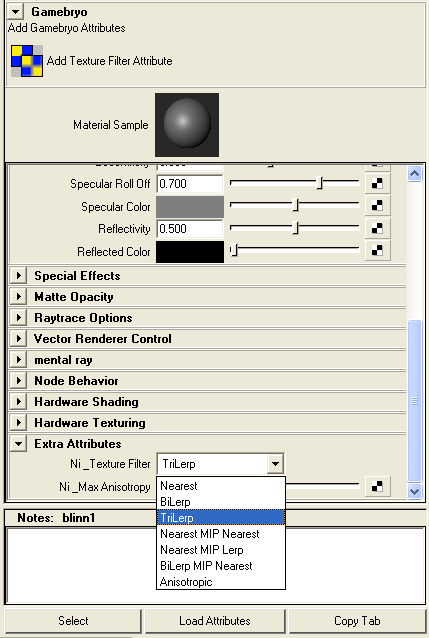 Gamebryo
Add Gamebryo Attributes
Add Texture Filter Attribute
Material Sample
Specular Roll Off 0.700
Specular Color
Reflectivity 0.500
Reflected Color
Special Effects
Matte Opacity
Raytrace Options
Vector Renderer Control
mental ray
Node Behavior
Hardware Shading
Hardware Texturing
Extra Attributes
Ni _Texture Filter TriLerp
Ni _Max Anisotropy
Nearest
BiLerp
TriLerp
Nearest MIP Nearest
Nearest MIP Lerp
BiLerp MIP Nearest
Anisotropic
Notes: blinn1
Select Load Attributes Copy Tab